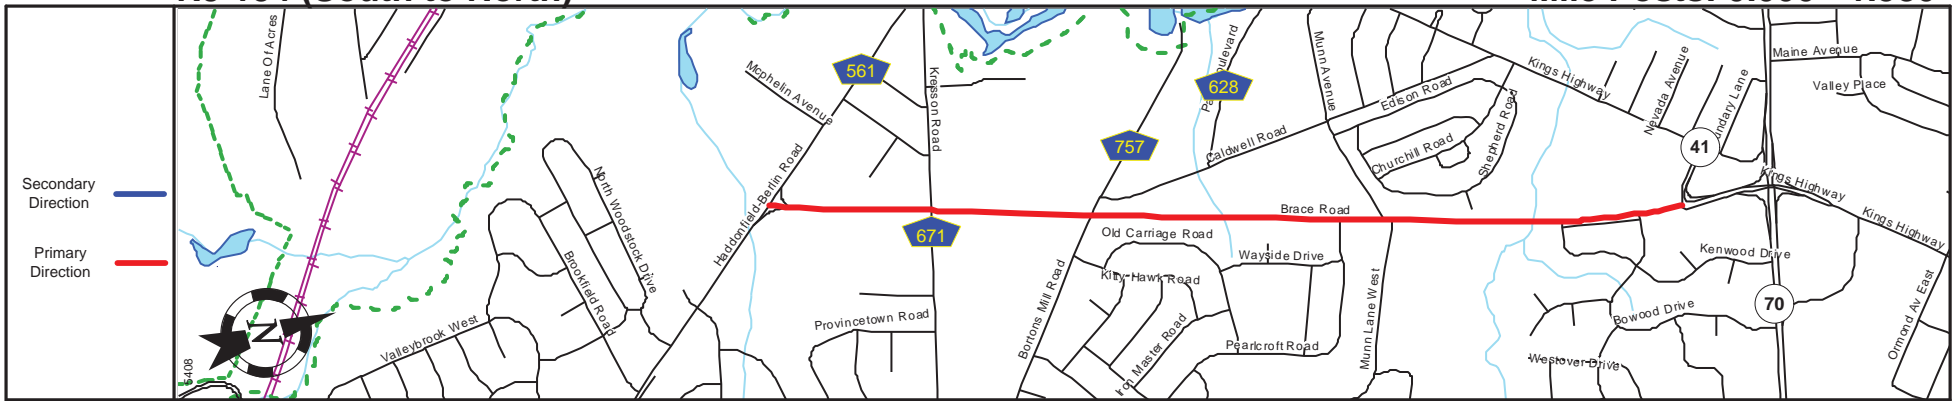 Secondary
Direction
Primary
Direction
Lane Of Acres
Mcphelin Avenue
561
Kresson Road
Haddonfield-Berlin Road
North Woodstock Drive
Brookfield Road
Valleybrook West
5408
N
671
Provincetown Road
757
628
Caldwell Road
Munn Avenue
Edison Road
Churchill Road
Shepherd Road
Kings Highway
Nevada Avenue
41
Maine Avenue
Valley Place
Kings Highway
Kings Highway
Brace Road
Old Carriage Road
Wayside Drive
Kitty Hawk Road
Bortons Mill Road
Iron Master Road
Pearlcroft Road
Munn Lane West
Kenwood Drive
Bowood Drive
Westover Drive
70
Ormond Av East